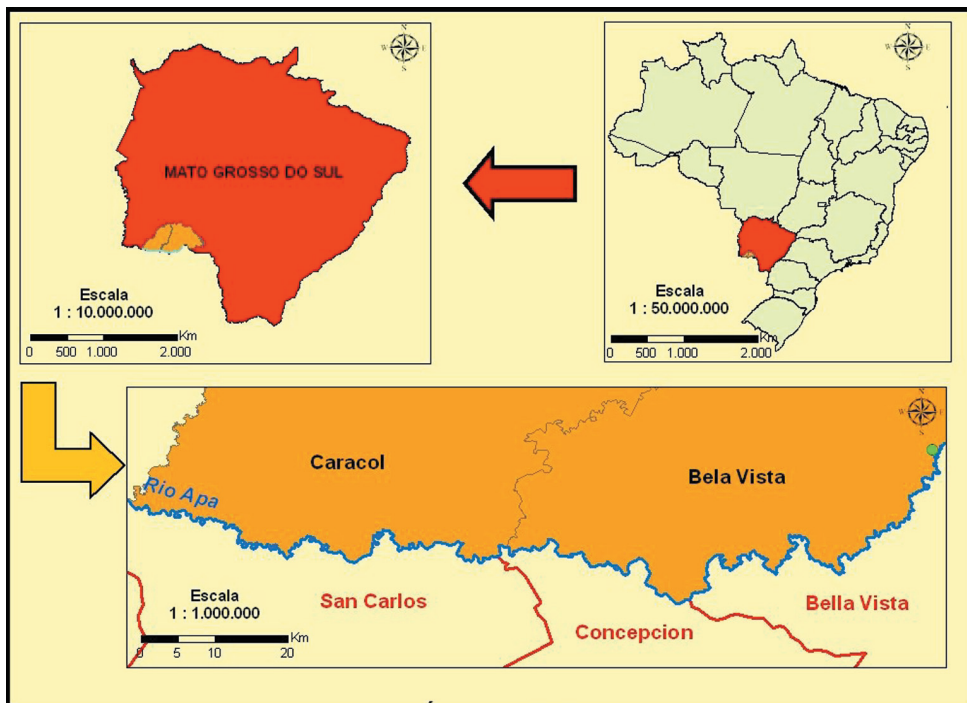 N
W E
S
MATO GROSSO DO SUL
Escala
1 : 10.000.000
Km
0 500 1.000 2.000
N
W E
S
Escala
1 : 50.000.000
Km
0 500 1.000 2.000
N
W E
S
Caracol
Bela Vista
Rio Apa
Escala
1 : 1.000.000
Km
0 5 10 20
San Carlos
Concepcion
Bella Vista